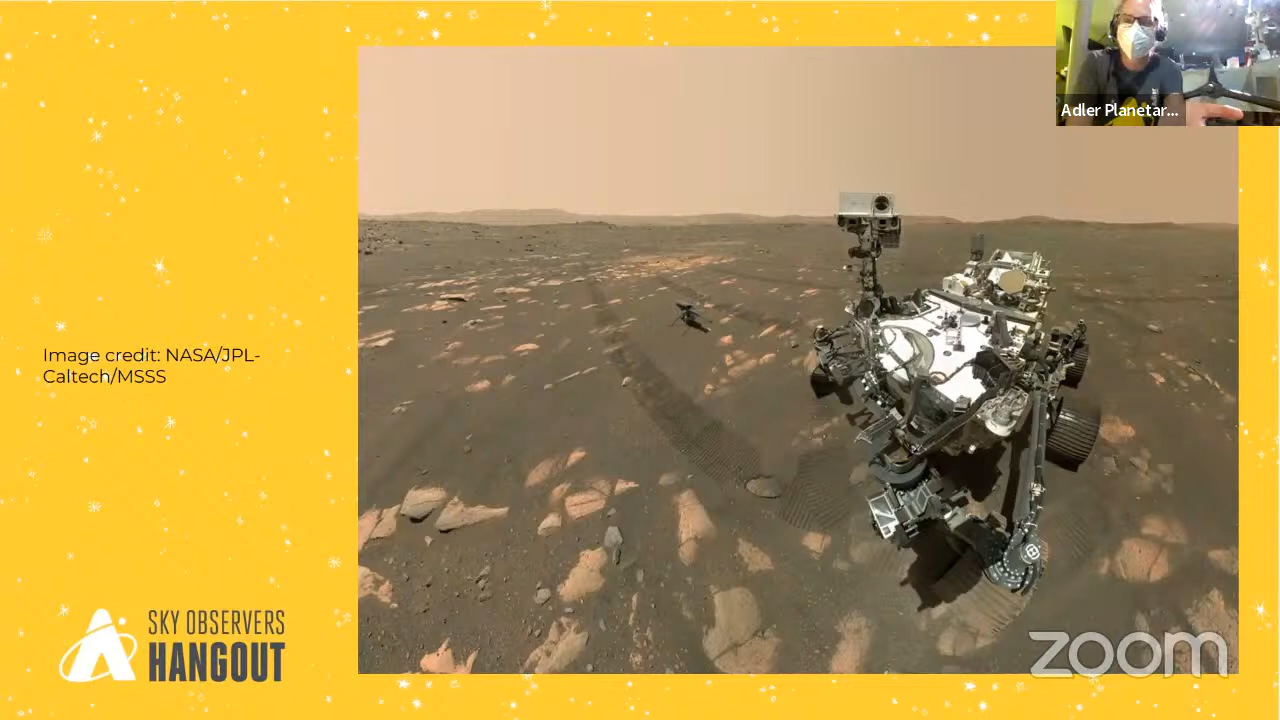 Adler Planetar...
Image credit: NASA/JPL-
Caltech/MSSS
SKY OBSERVERS
HANGOUT
zoom